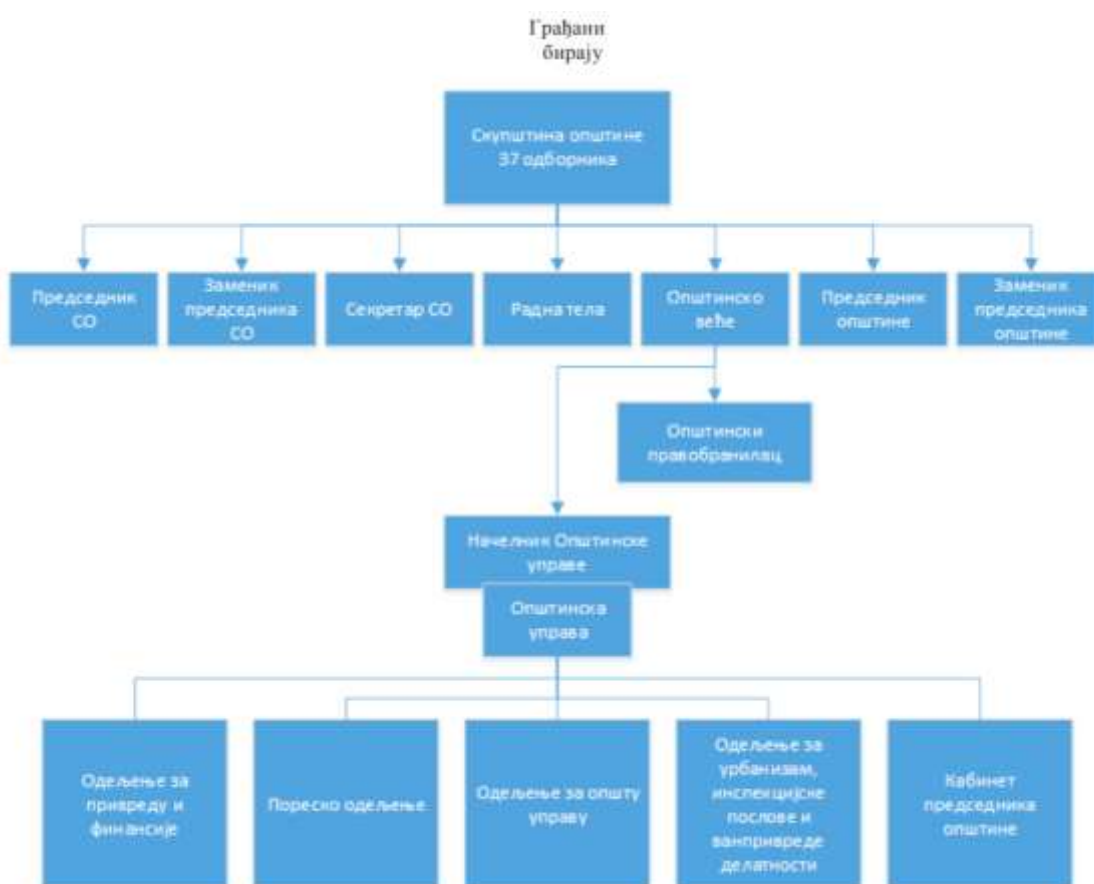 Грађани
бирају
Скупштина општине
37 одборника
Председник
СО
Заменик
председника
СО
Секретар СО
Радна тела
Општинско
веће
Председник
општине
Заменик
председника
општине
Општински
правобранилац
Начелник Општинске
управе
Општинска
управа
Одељење за
привреду и
финансије
Пореско одељење
Одељење за општу
управу
Одељење за
урбанизам,
инспекцијске
послове и
ванпривреде
делатности
Кабинет
председника
општине